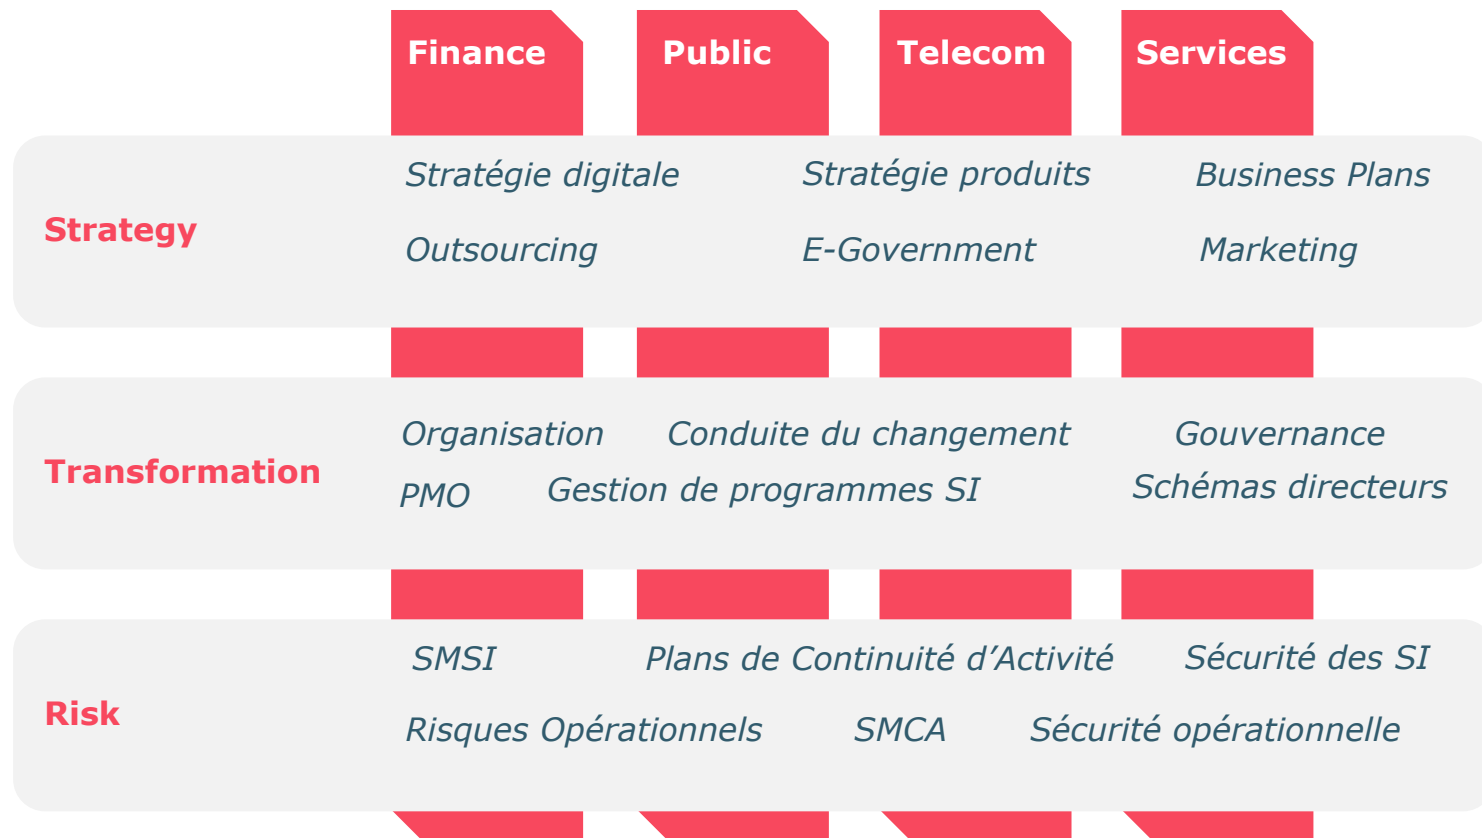 Finance Public Telecom Services
Stratégie digitale Stratégie produits Business Plans
Strategy
Outsourcing E-Government Marketing
Organisation Conduite du changement Gouvernance
Transformation
PMO Gestion de programmes SI Schémas directeurs
SMSI Plans de Continuité d’Activité Sécurité des SI
Risk
Risques Opérationnels SMCA Sécurité opérationnelle